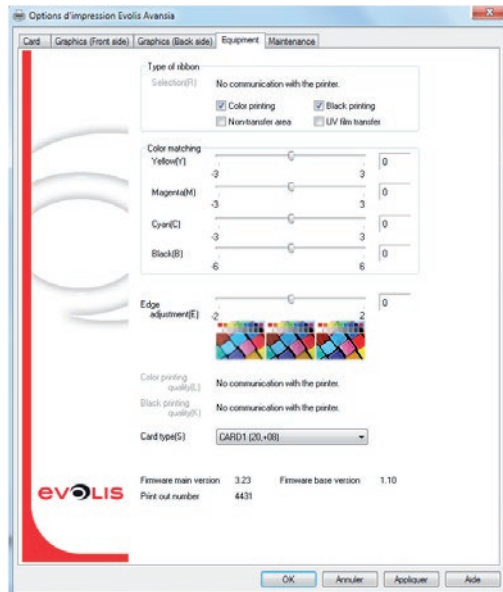 Options d'impression Evolis Avansia
Card Graphics (Front side) Graphics (Back side) Equipment Maintenance
Type of ribbon
Selection(R) No communication with the printer.
Color printing Black printing
Non-transfer area UV film transfer
Color matching
Yellow(Y) 0
-3 3
Magenta(M) 0
-3 3
Cyan(C) 0
-3 3
Black(B) 0
-6 6
Edge
adjustment(E) 0
-2 2
Color printing
quality(L) No communication with the printer.
Black printing
quality(K) No communication with the printer.
Card type(S) CARD1 (20,+08)
Firmware main version 3.23 Firmware base version 1.10
Print out number 4431
evolis
OK Annuler Appliquer Aide